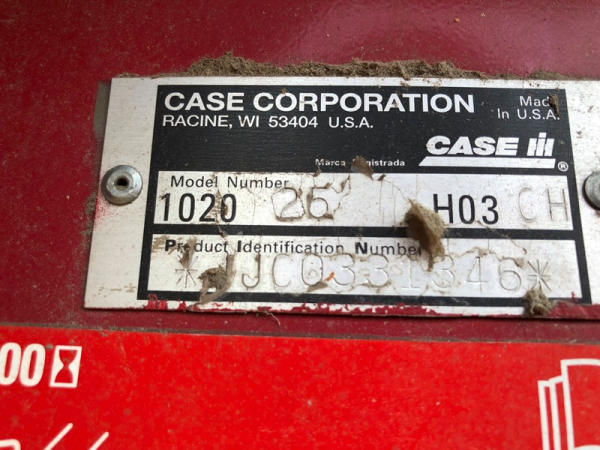 CASE CORPORATION
RACINE, WI 53404 U.S.A.
Made
In U.S.A.
CASE IH ®
Marca Registrada
Model Number
1020 25 H03 CH
Product Identification Number
*JJC0331346*
00